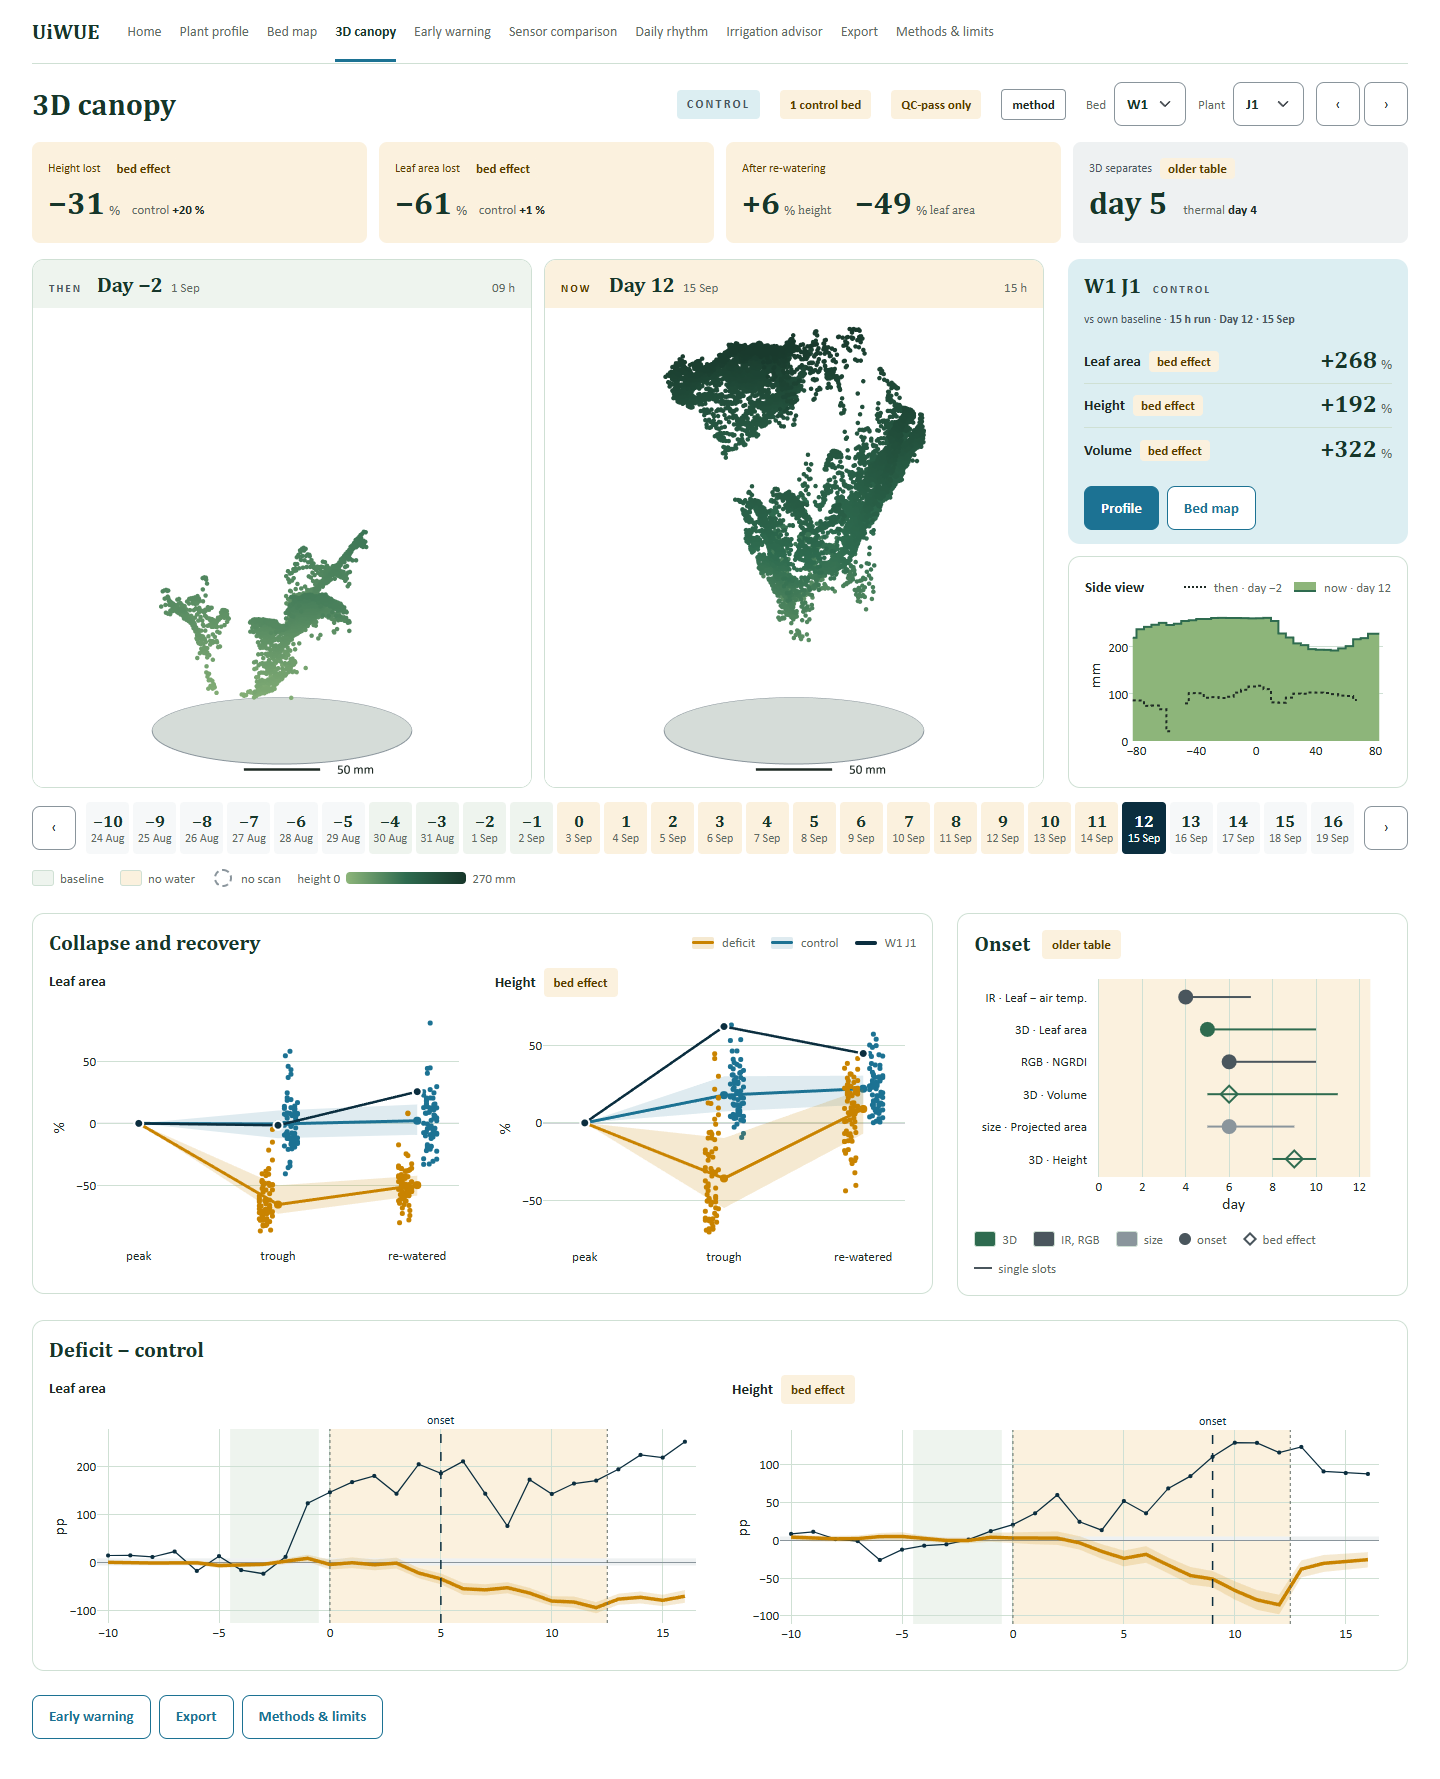 UiWUE Home Plant profile Bed map 3D canopy Early warning Sensor comparison Daily rhythm Irrigation advisor Export Methods & limits
3D canopy CONTROL 1 control bed QC-pass only method Bed W1 Plant J1 ‹ ›
Height lost bed effect
−31 % control +20 %
Leaf area lost bed effect
−61 % control +1 %
After re-watering
+6 % height −49 % leaf area
3D separates older table
day 5 thermal day 4
THEN Day −2 1 Sep 09 h
50 mm
NOW Day 12 15 Sep 15 h
50 mm
W1 J1 CONTROL
vs own baseline · 15 h run · Day 12 · 15 Sep
Leaf area bed effect +268 %
Height bed effect +192 %
Volume bed effect +322 %
Profile Bed map
Side view then · day −2 now · day 12
200
100
0
mm
−80 −40 0 40 80
‹ −10 −9 −8 −7 −6 −5 −4 −3 −2 −1 0 1 2 3 4 5 6 7 8 9 10 11 12 13 14 15 16 ›
24 Aug 25 Aug 26 Aug 27 Aug 28 Aug 29 Aug 30 Aug 31 Aug 1 Sep 2 Sep 3 Sep 4 Sep 5 Sep 6 Sep 7 Sep 8 Sep 9 Sep 10 Sep 11 Sep 12 Sep 13 Sep 14 Sep 15 Sep 16 Sep 17 Sep 18 Sep 19 Sep
baseline no water no scan height 0 270 mm
Collapse and recovery deficit control W1 J1
Leaf area
50
0
−50
%
peak trough re-watered
Height bed effect
50
0
−50
%
peak trough re-watered
Onset older table
IR · Leaf − air temp.
3D · Leaf area
RGB · NGRDI
3D · Volume
size · Projected area
3D · Height
0 2 4 6 8 10 12
day
3D IR, RGB size onset bed effect
single slots
Deficit − control
Leaf area
onset
200
100
0
−100
pp
−10 −5 0 5 10 15
Height bed effect
onset
100
50
0
−50
−100
pp
−10 −5 0 5 10 15
Early warning Export Methods & limits